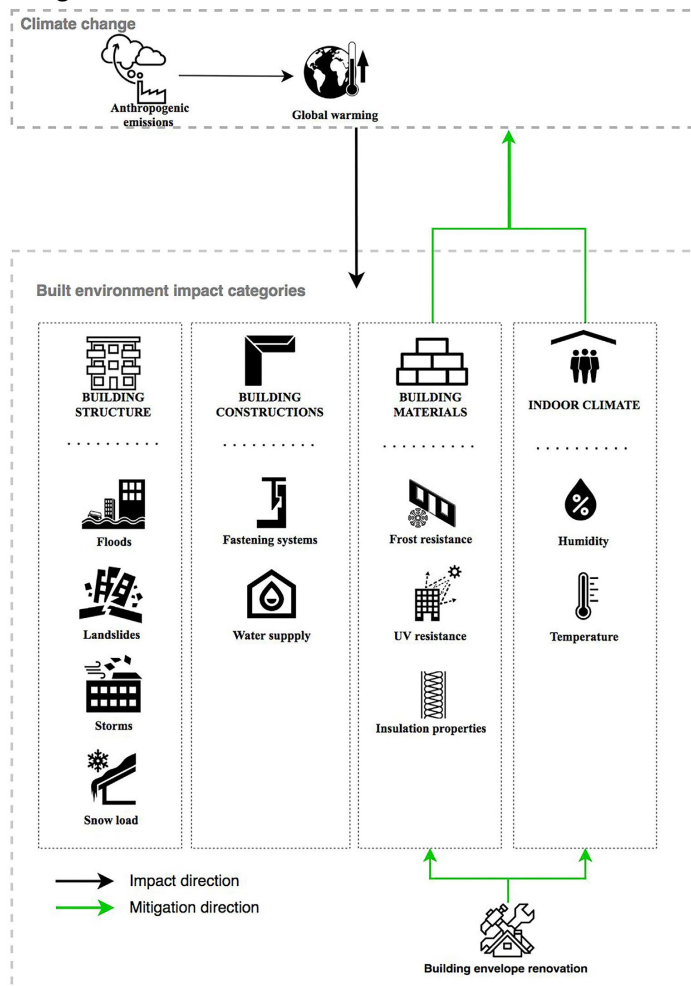 Climate change
Anthropogenic
emissions
Global warming
Built environment impact categories
BUILDING
STRUCTURE
BUILDING
CONSTRUCTIONS
BUILDING
MATERIALS
INDOOR CLIMATE
Floods
Fastening systems
Frost resistance
%
Humidity
Landslides
Water suppply
UV resistance
Temperature
Storms
Insulation properties
Snow load
Impact direction
Mitigation direction
Building envelope renovation